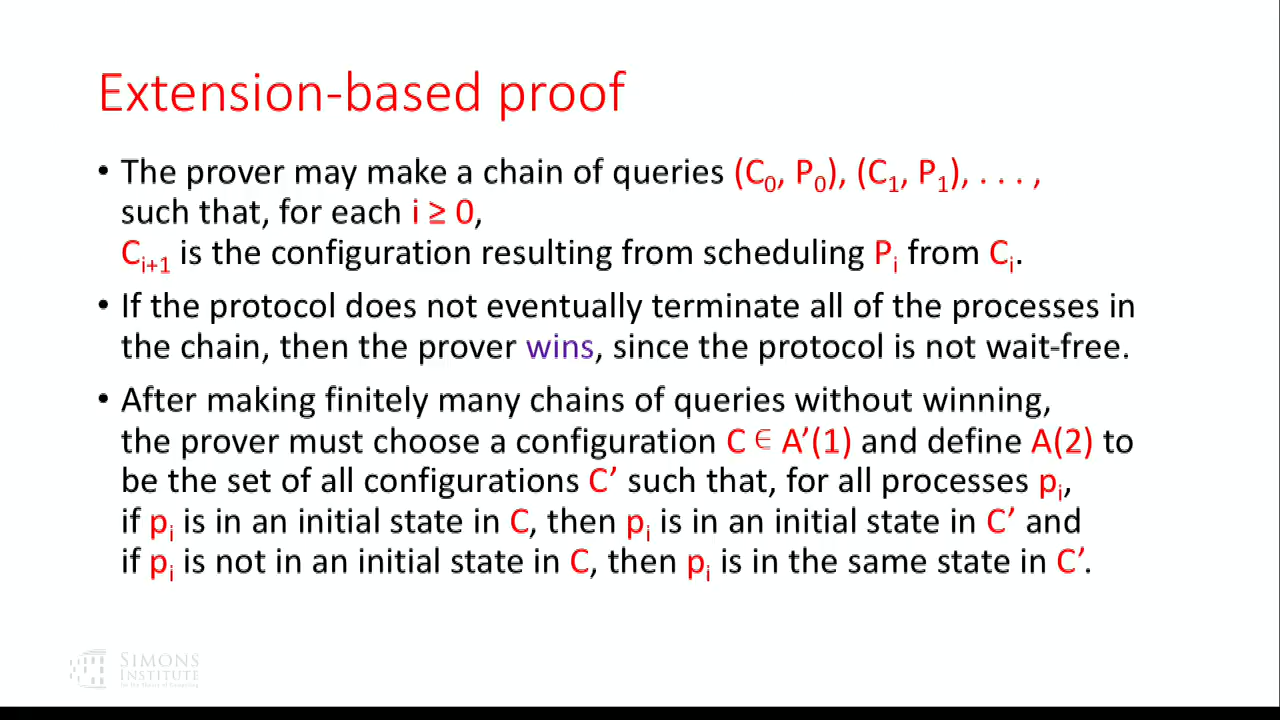 Extension-based proof
• The prover may make a chain of queries (C₀, P₀), (C₁, P₁), . . . ,
such that, for each i ≥ 0,
Cᵢ₊₁ is the configuration resulting from scheduling Pᵢ from Cᵢ.
• If the protocol does not eventually terminate all of the processes in
the chain, then the prover wins, since the protocol is not wait-free.
• After making finitely many chains of queries without winning,
the prover must choose a configuration C ∈ A’(1) and define A(2) to
be the set of all configurations C’ such that, for all processes pᵢ,
if pᵢ is in an initial state in C, then pᵢ is in an initial state in C’ and
if pᵢ is not in an initial state in C, then pᵢ is in the same state in C’.
SIMONS
INSTITUTE
for the Theory of Computing